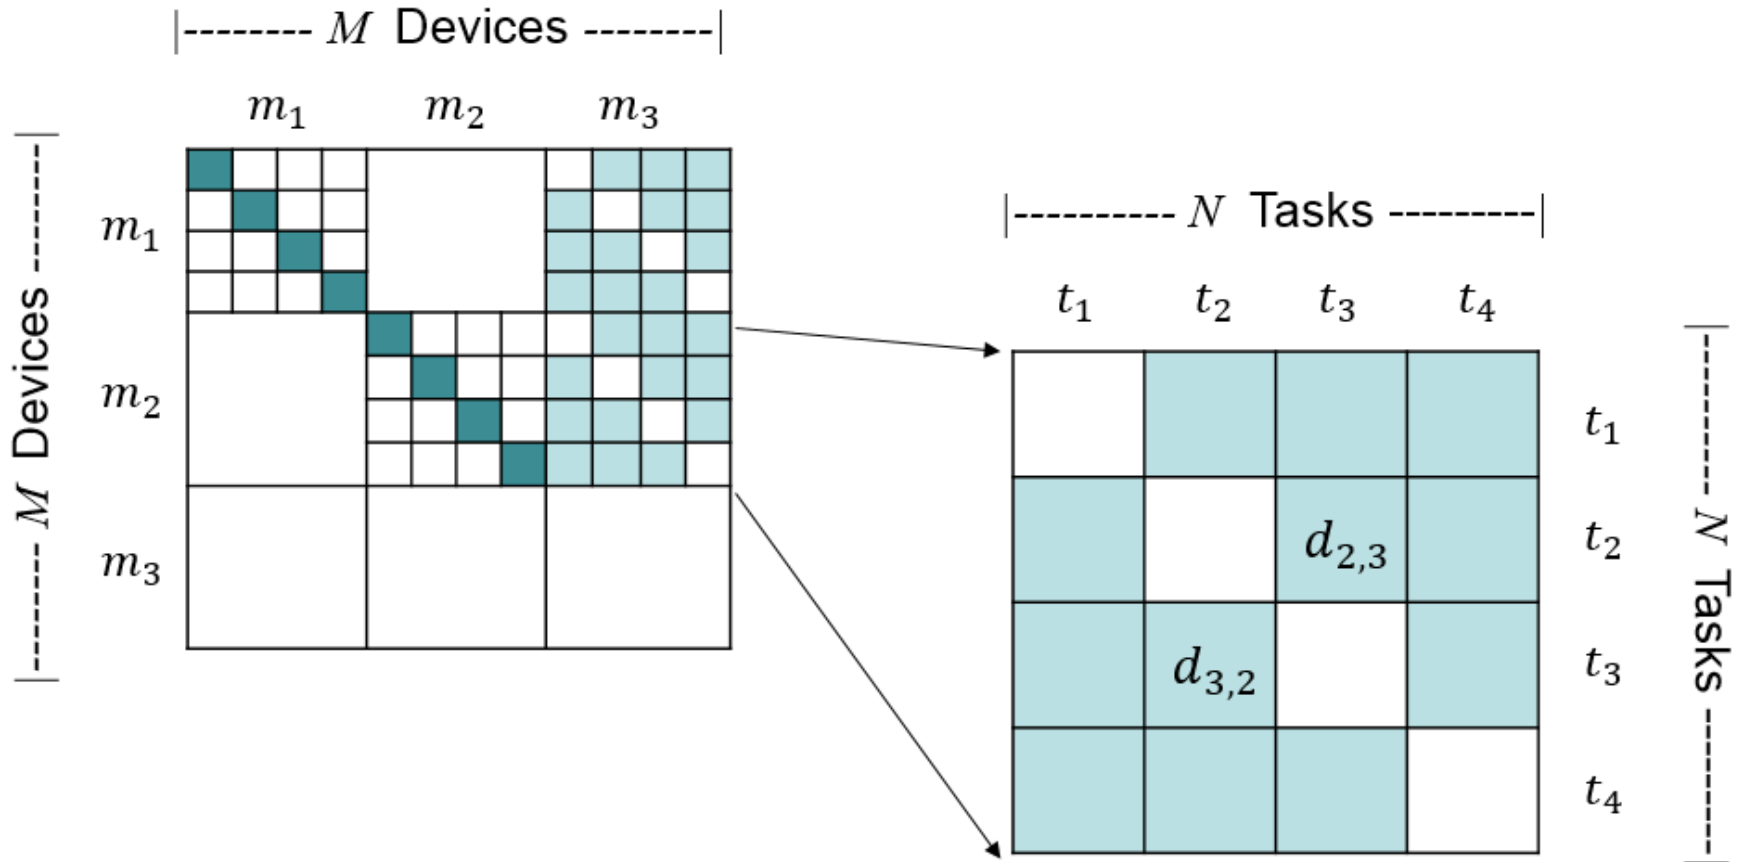 M Devices
m₁ m₂ m₃
M Devices
m₁
m₂
m₃
N Tasks
t₁ t₂ t₃ t₄
t₁
t₂
t₃
t₄
d₂,₃
d₃,₂
N Tasks